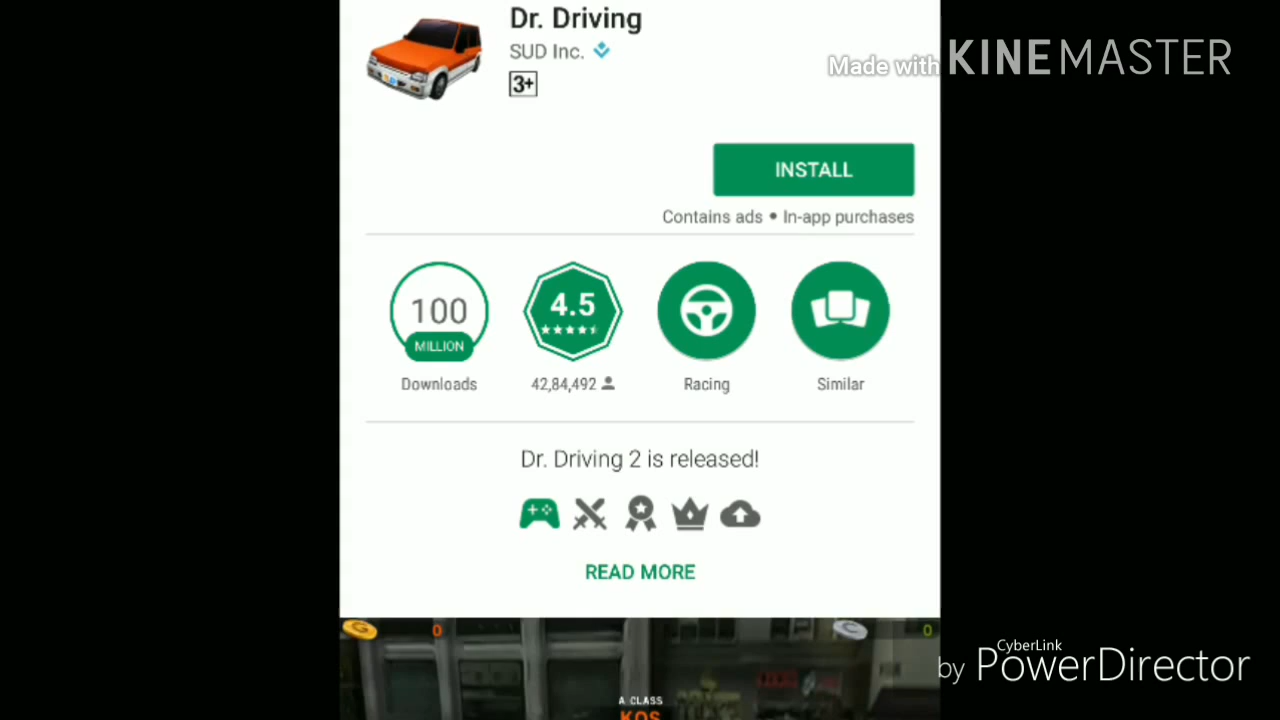 Dr. Driving
SUD Inc.
3+
Made with KINEMASTER
INSTALL
Contains ads • In-app purchases
100
MILLION
Downloads
4.5
42,84,492
Racing
Similar
Dr. Driving 2 is released!
READ MORE
0
0
A CLASS
KOS
CyberLink
by PowerDirector